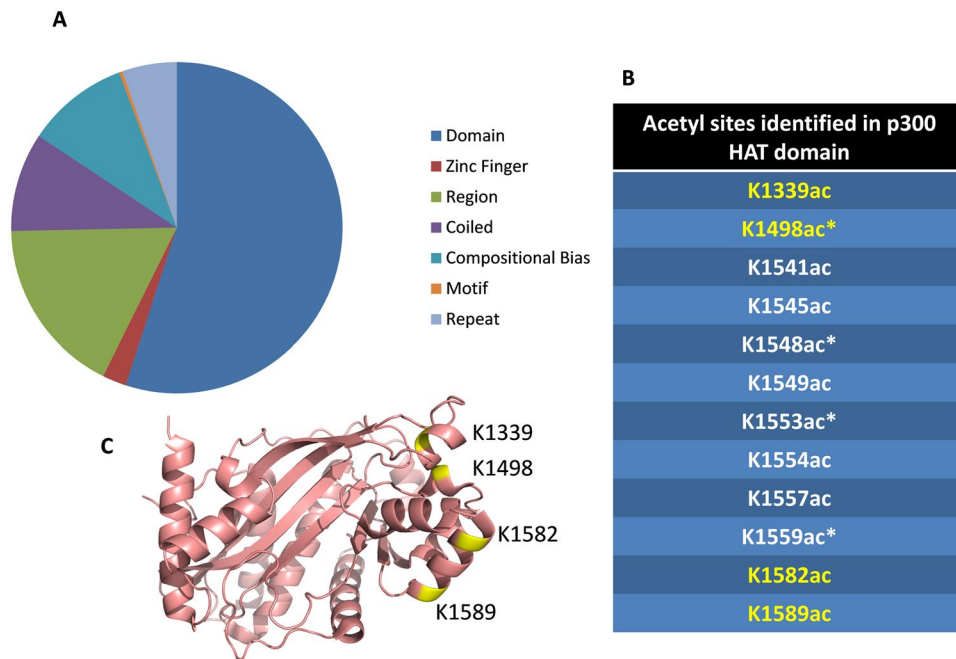 A
Domain
Zinc Finger
Region
Coiled
Compositional Bias
Motif
Repeat
B
Acetyl sites identified in p300
HAT domain
K1339ac
K1498ac*
K1541ac
K1545ac
K1548ac*
K1549ac
K1553ac*
K1554ac
K1557ac
K1559ac*
K1582ac
K1589ac
C
K1339
K1498
K1582
K1589